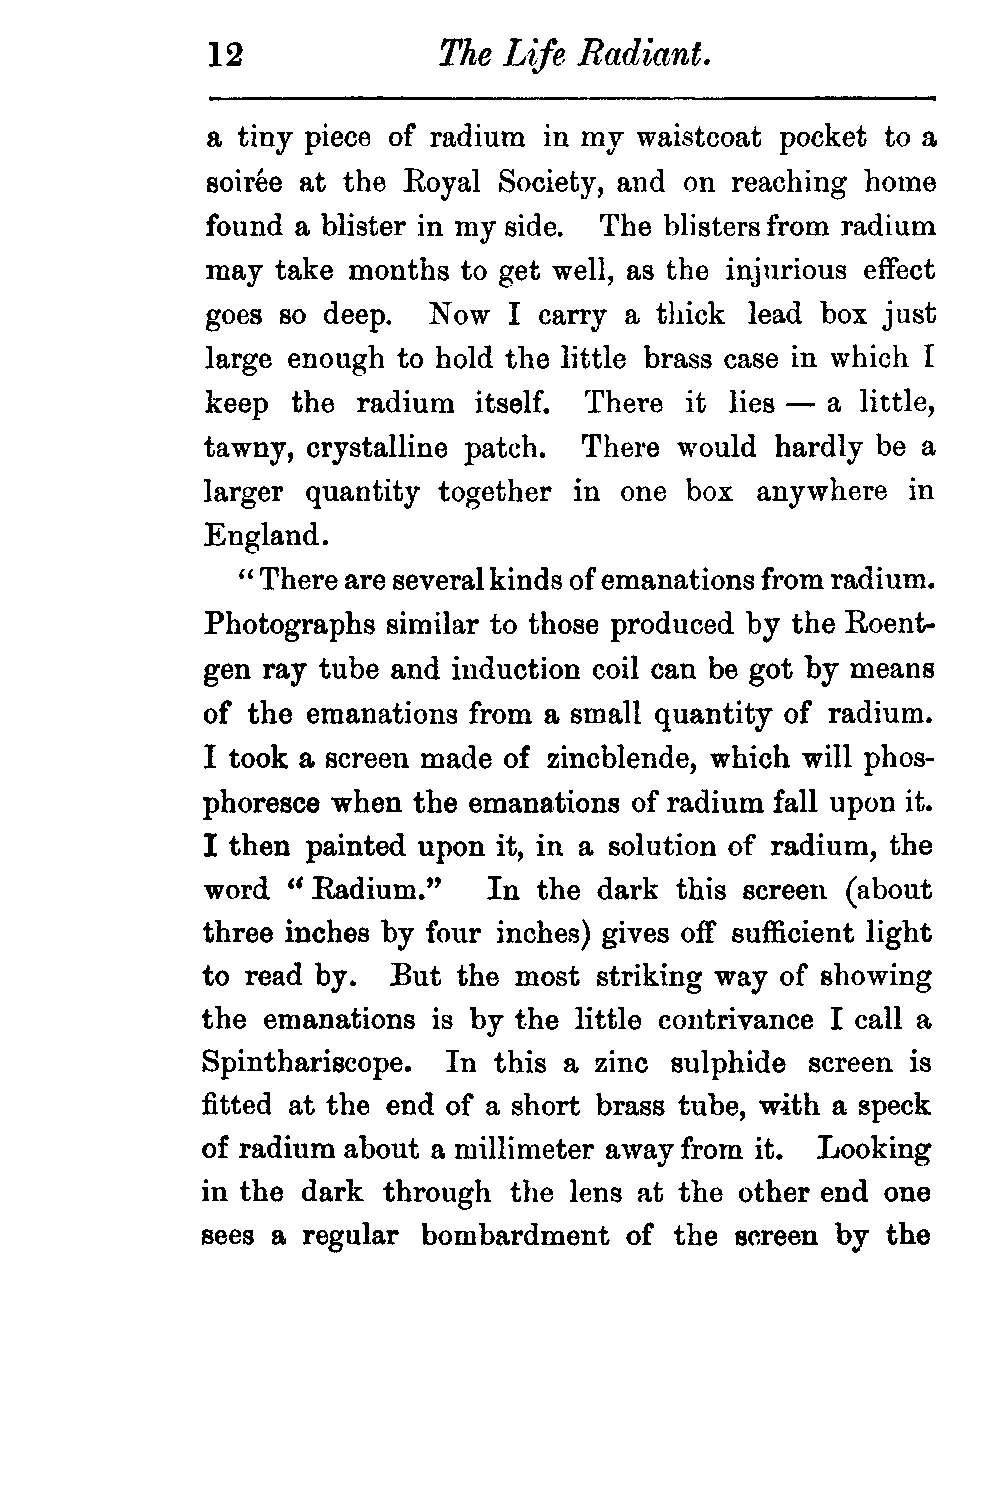 12 The Life Radiant.
a tiny piece of radium in my waistcoat pocket to a
soirée at the Royal Society, and on reaching home
found a blister in my side. The blisters from radium
may take months to get well, as the injurious effect
goes so deep. Now I carry a thick lead box just
large enough to hold the little brass case in which I
keep the radium itself. There it lies — a little,
tawny, crystalline patch. There would hardly be a
larger quantity together in one box anywhere in
England.
“There are several kinds of emanations from radium.
Photographs similar to those produced by the Roent-
gen ray tube and induction coil can be got by means
of the emanations from a small quantity of radium.
I took a screen made of zincblende, which will phos-
phoresce when the emanations of radium fall upon it.
I then painted upon it, in a solution of radium, the
word “Radium.” In the dark this screen (about
three inches by four inches) gives off sufficient light
to read by. But the most striking way of showing
the emanations is by the little contrivance I call a
Spinthariscope. In this a zinc sulphide screen is
fitted at the end of a short brass tube, with a speck
of radium about a millimeter away from it. Looking
in the dark through the lens at the other end one
sees a regular bombardment of the screen by the